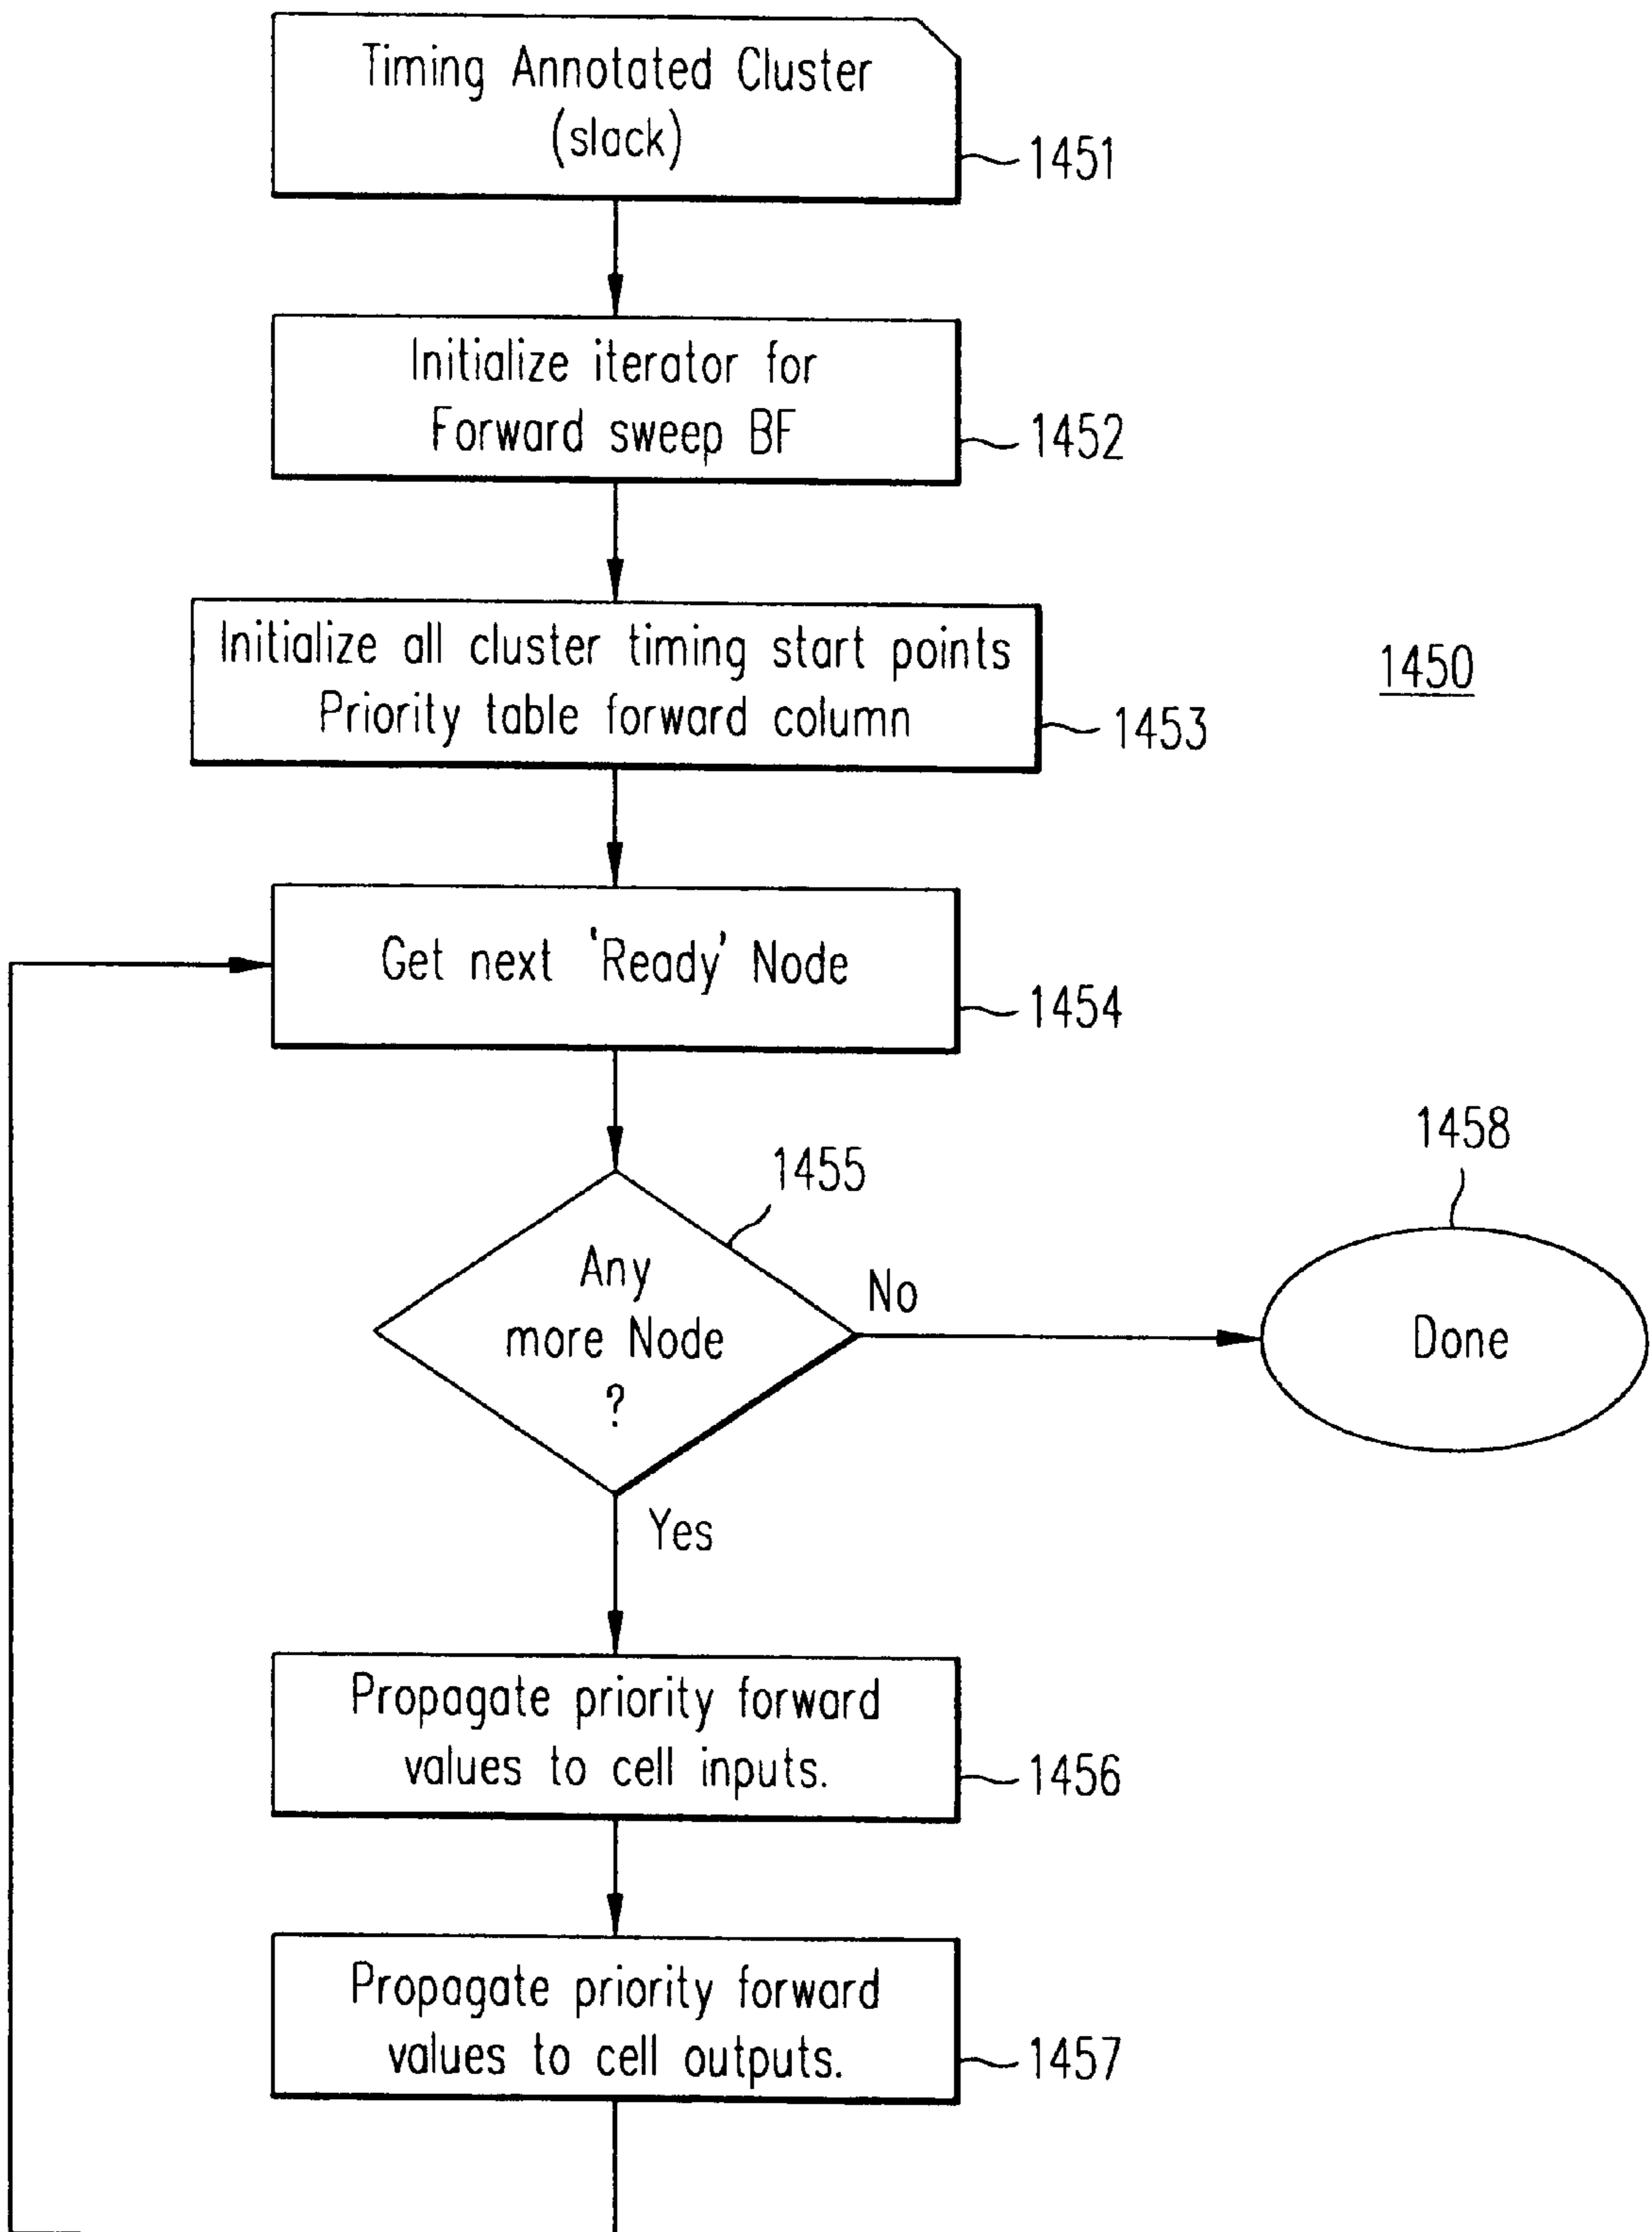 Timing Annotated Cluster
(slack)
1451
Initialize iterator for
Forward sweep BF
1452
Initialize all cluster timing start points
Priority table forward column
1453
1450
Get next 'Ready' Node
1454
1455
Any
more Node
?
No
1458
Done
Yes
Propagate priority forward
values to cell inputs.
1456
Propagate priority forward
values to cell outputs.
1457